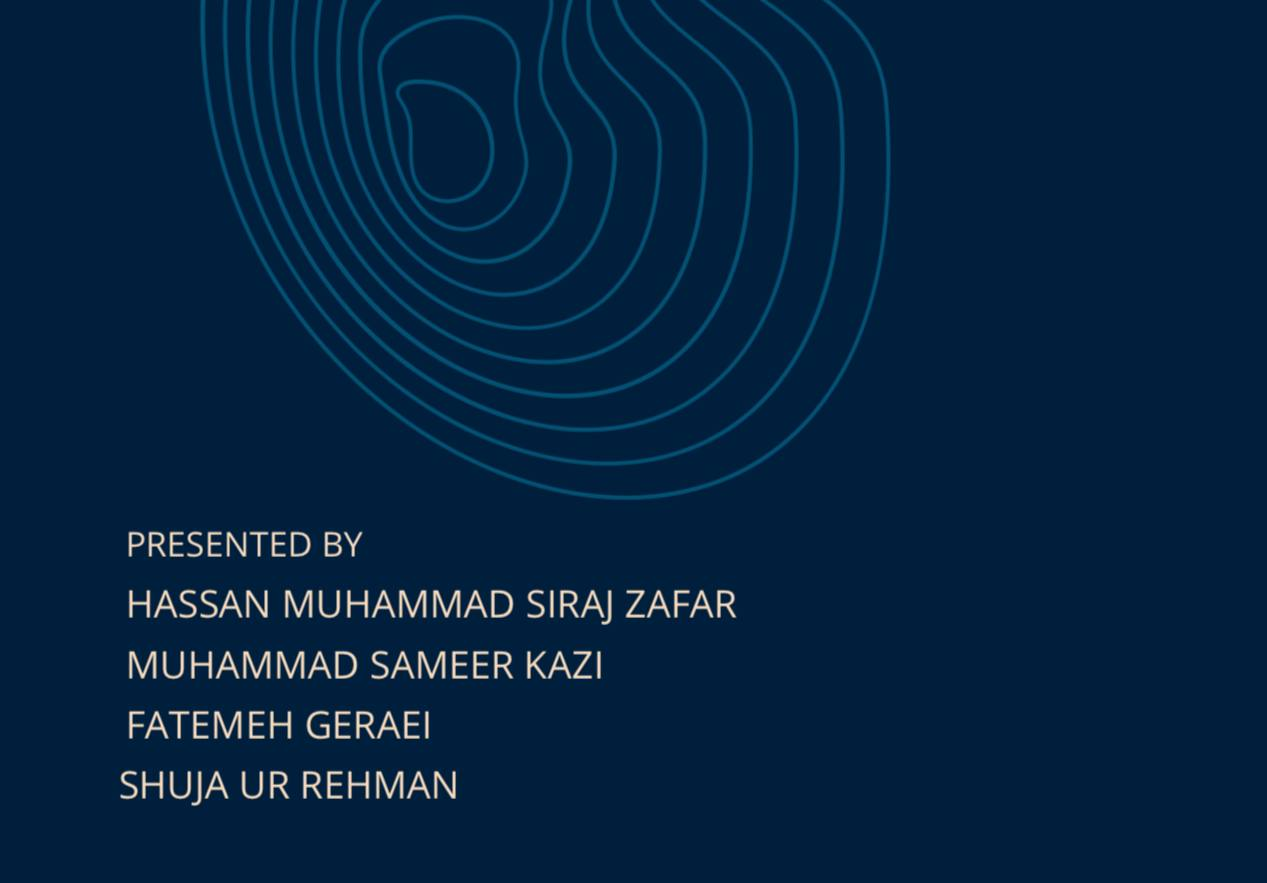 PRESENTED BY
HASSAN MUHAMMAD SIRAJ ZAFAR
MUHAMMAD SAMEER KAZI
FATEMEH GERAEI
SHUJA UR REHMAN